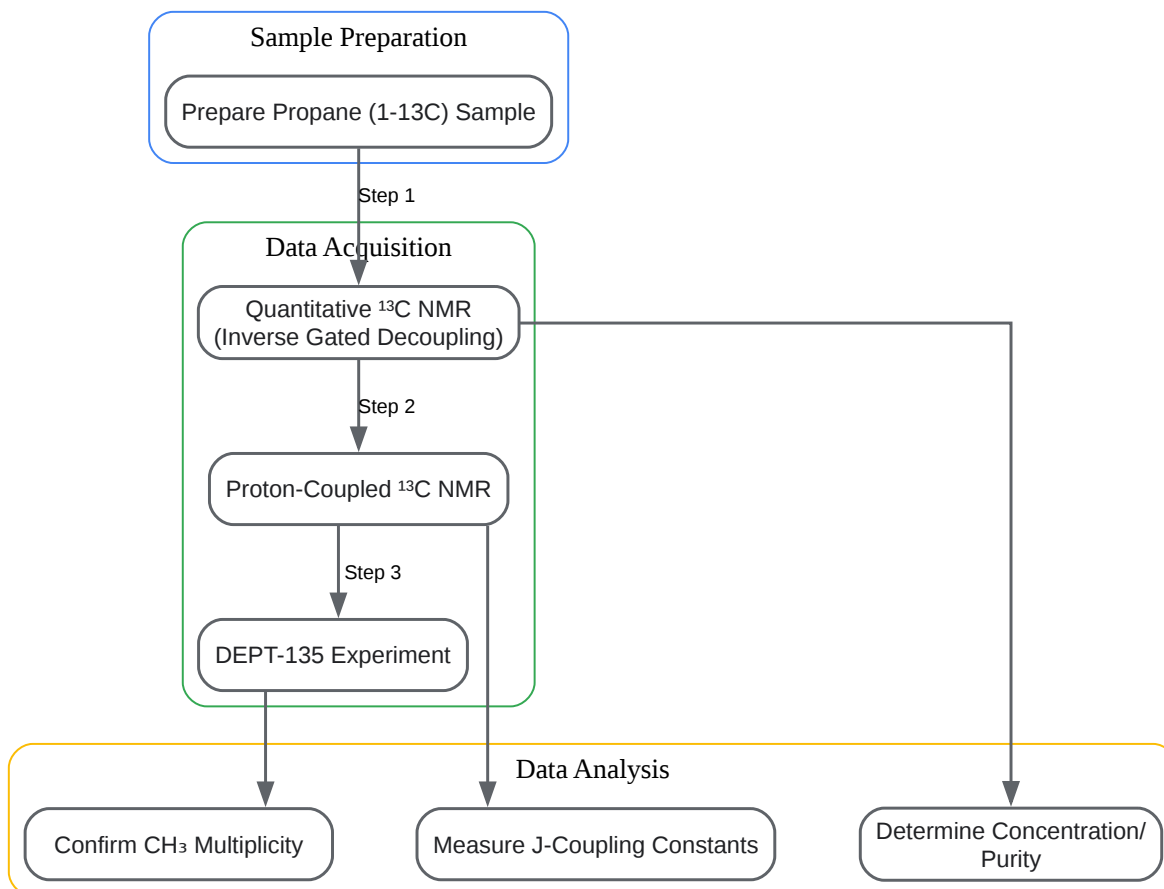 Sample Preparation
Prepare Propane (1-13C) Sample
Step 1
Data Acquisition
Quantitative ¹³C NMR
(Inverse Gated Decoupling)
Step 2
Proton-Coupled ¹³C NMR
Step 3
DEPT-135 Experiment
Data Analysis
Confirm CH₃ Multiplicity
Measure J-Coupling Constants
Determine Concentration/
Purity